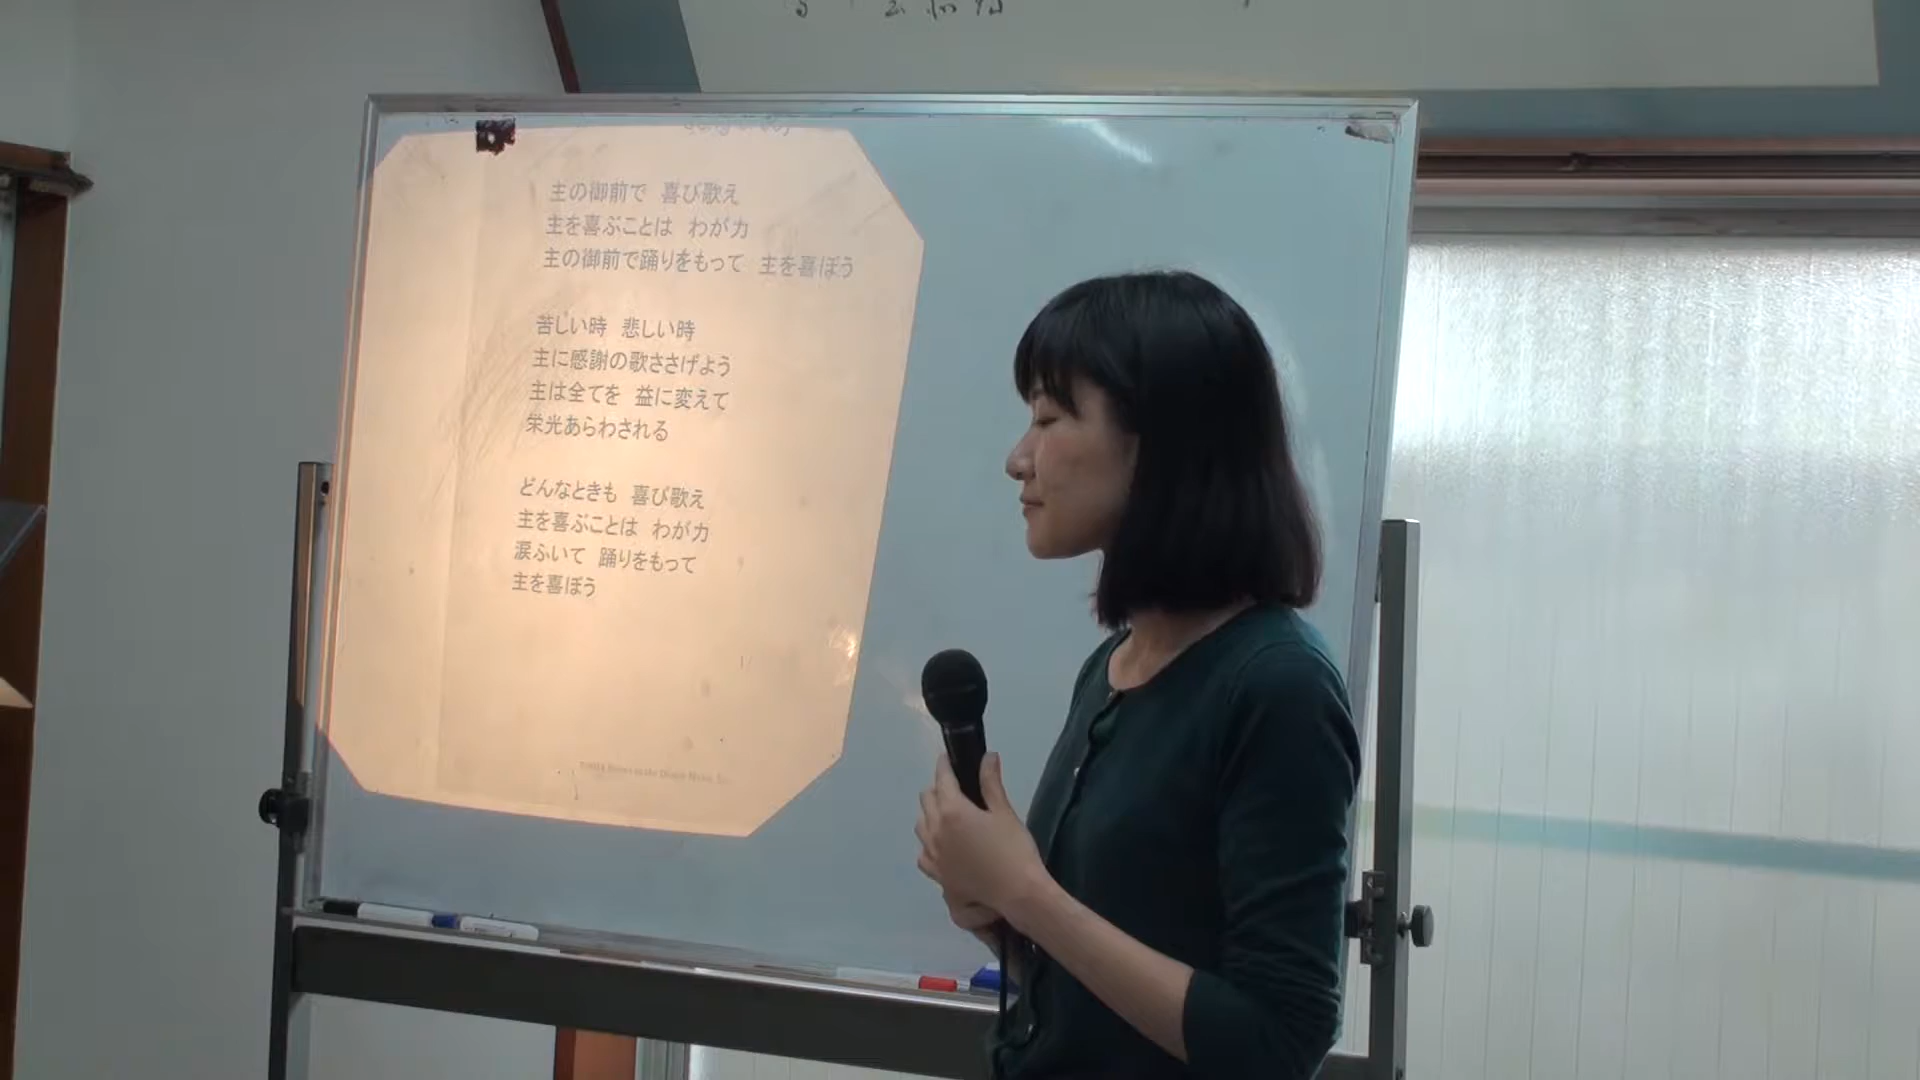 主の御前で 喜び歌え
主を喜ぶことは わが力
主の御前で踊りをもって 主を喜ぼう
苦しい時 悲しい時
主に感謝の歌ささげよう
主は全てを 益に変えて
栄光あらわされる
どんなときも 喜び歌え
主を喜ぶことは わが力
涙ふいて 踊りをもって
主を喜ぼう